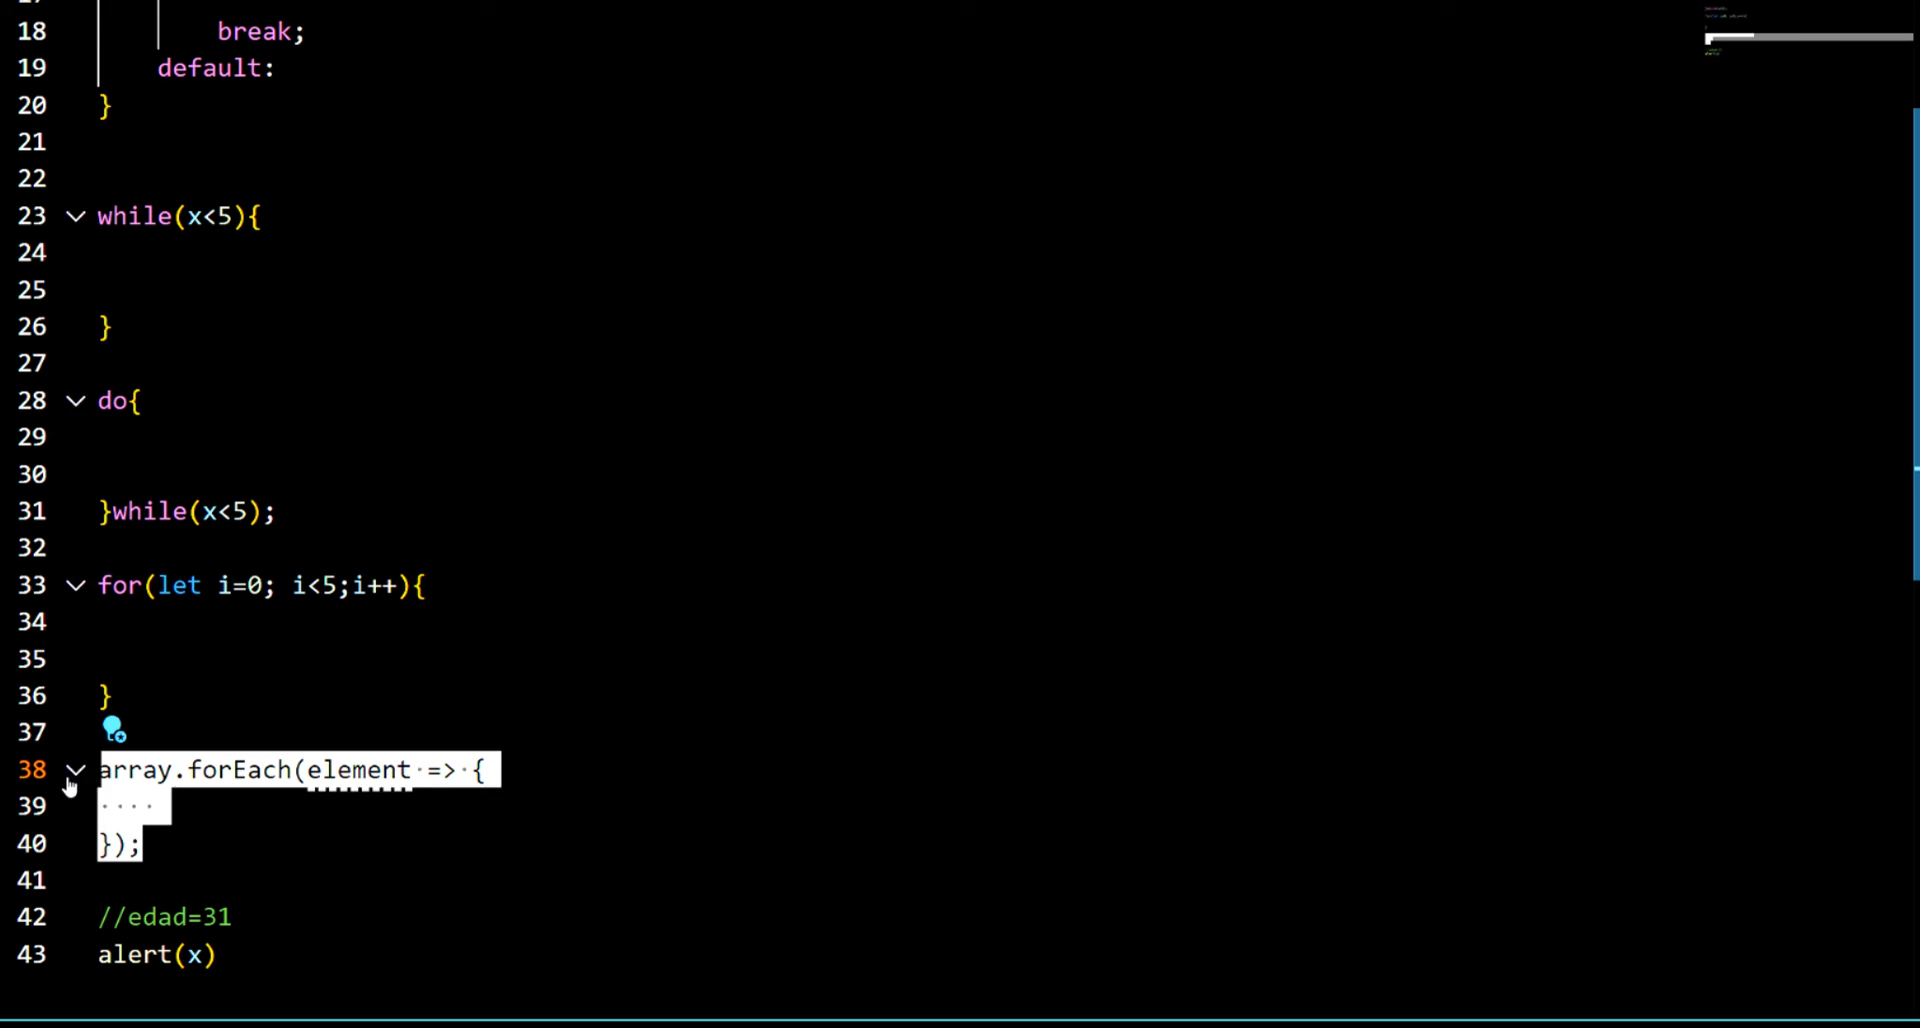 18 break;
19 default:
20 }
21
22
23 while(x<5){
24
25
26 }
27
28 do{
29
30
31 }while(x<5);
32
33 for(let i=0; i<5;i++){
34
35
36 }
37
38 array.forEach(element => {
39 ····
40 });
41
42 //edad=31
43 alert(x)